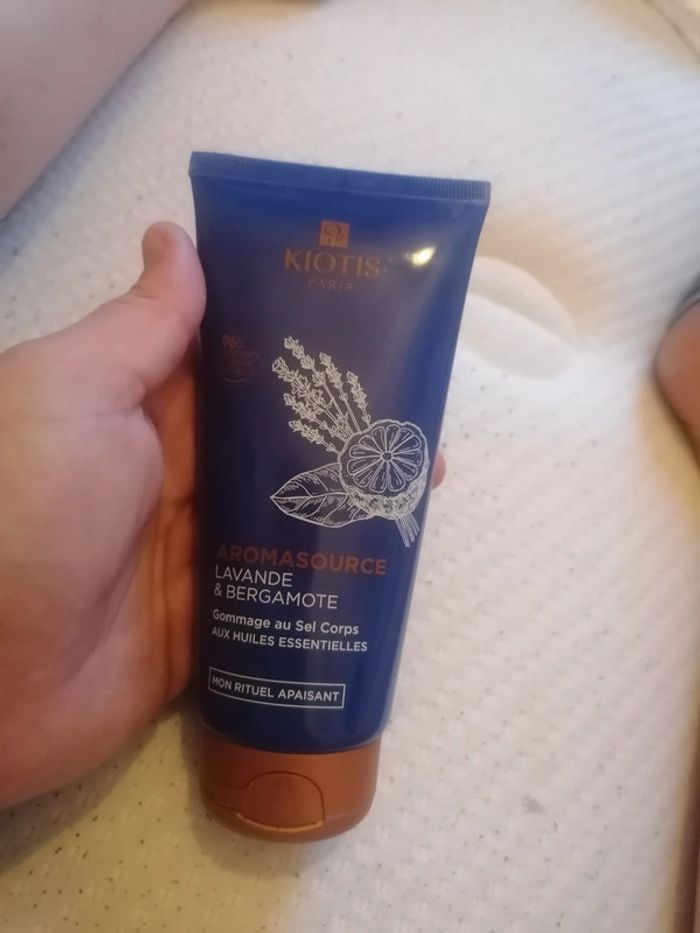 KIOTIS
PARIS
96%
AROMASOURCE
LAVANDE
& BERGAMOTE
Gommage au Sel Corps
AUX HUILES ESSENTIELLES
MON RITUEL APAISANT